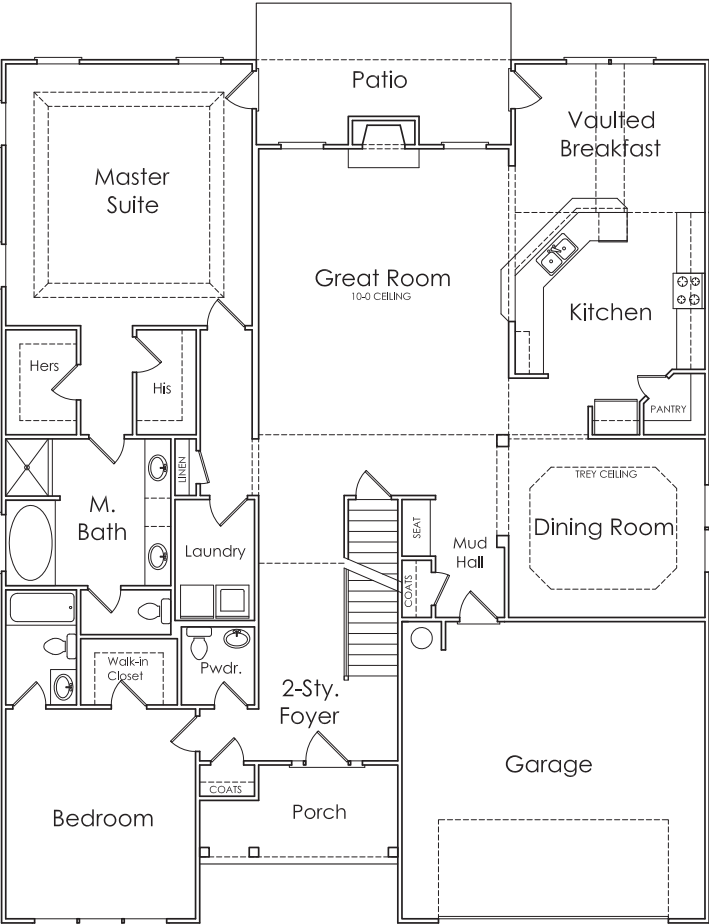 Patio
Vaulted
Breakfast
Master
Suite
Great Room
10-0 CEILING
Kitchen
Hers
His
PANTRY
LINEN
TREY CEILING
M.
Bath
SEAT
Dining Room
Laundry
Mud
Hall
COATS
Walk-in
Closet
Pwdr.
2-Sty.
Foyer
Garage
COATS
Porch
Bedroom